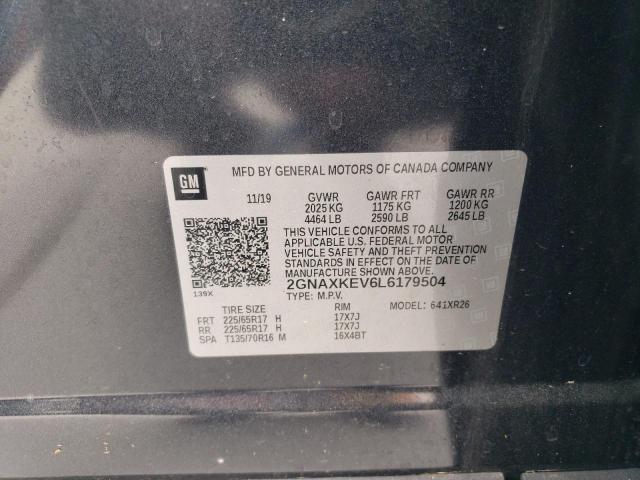 MFD BY GENERAL MOTORS OF CANADA COMPANY
GM
11/19 GVWR GAWR FRT GAWR RR
2025 KG 1175 KG 1200 KG
4464 LB 2590 LB 2645 LB
THIS VEHICLE CONFORMS TO ALL
APPLICABLE U.S. FEDERAL MOTOR
VEHICLE SAFETY AND THEFT PREVENTION
STANDARDS IN EFFECT ON THE DATE OF
MANUFACTURE SHOWN ABOVE.
2GNAXKEV6L6179504
139X
TYPE: M.P.V. MODEL: 641XR26
TIRE SIZE RIM
FRT 225/65R17 H 17X7J
RR 225/65R17 H 17X7J
SPA T135/70R16 M 16X4BT